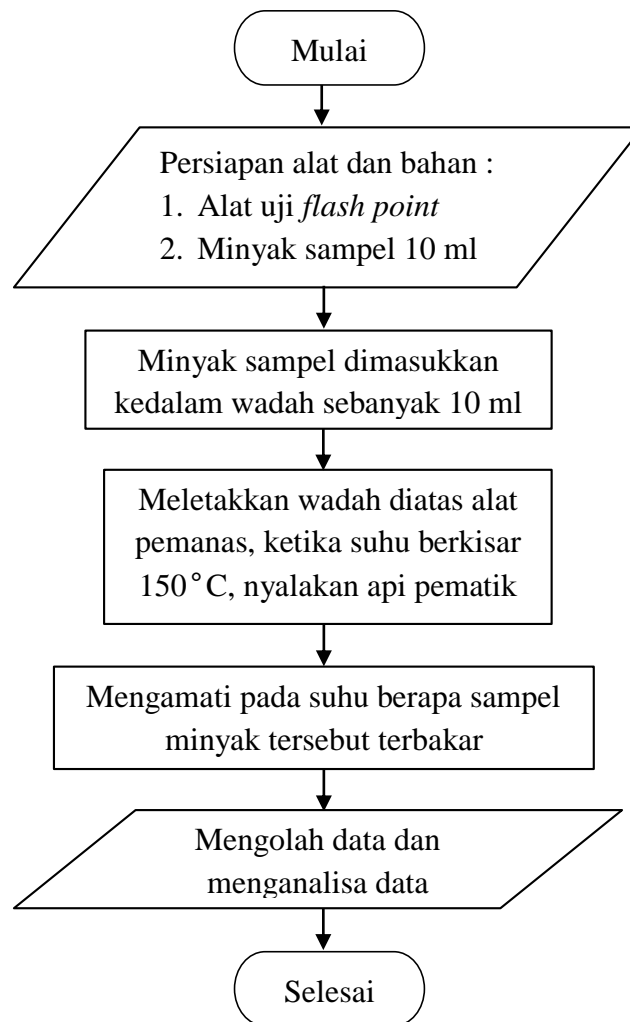 Mulai
Persiapan alat dan bahan :
1. Alat uji flash point
2. Minyak sampel 10 ml
Minyak sampel dimasukkan
kedalam wadah sebanyak 10 ml
Meletakkan wadah diatas alat
pemanas, ketika suhu berkisar
150°C, nyalakan api pematik
Mengamati pada suhu berapa sampel
minyak tersebut terbakar
Mengolah data dan
menganalisa data
Selesai